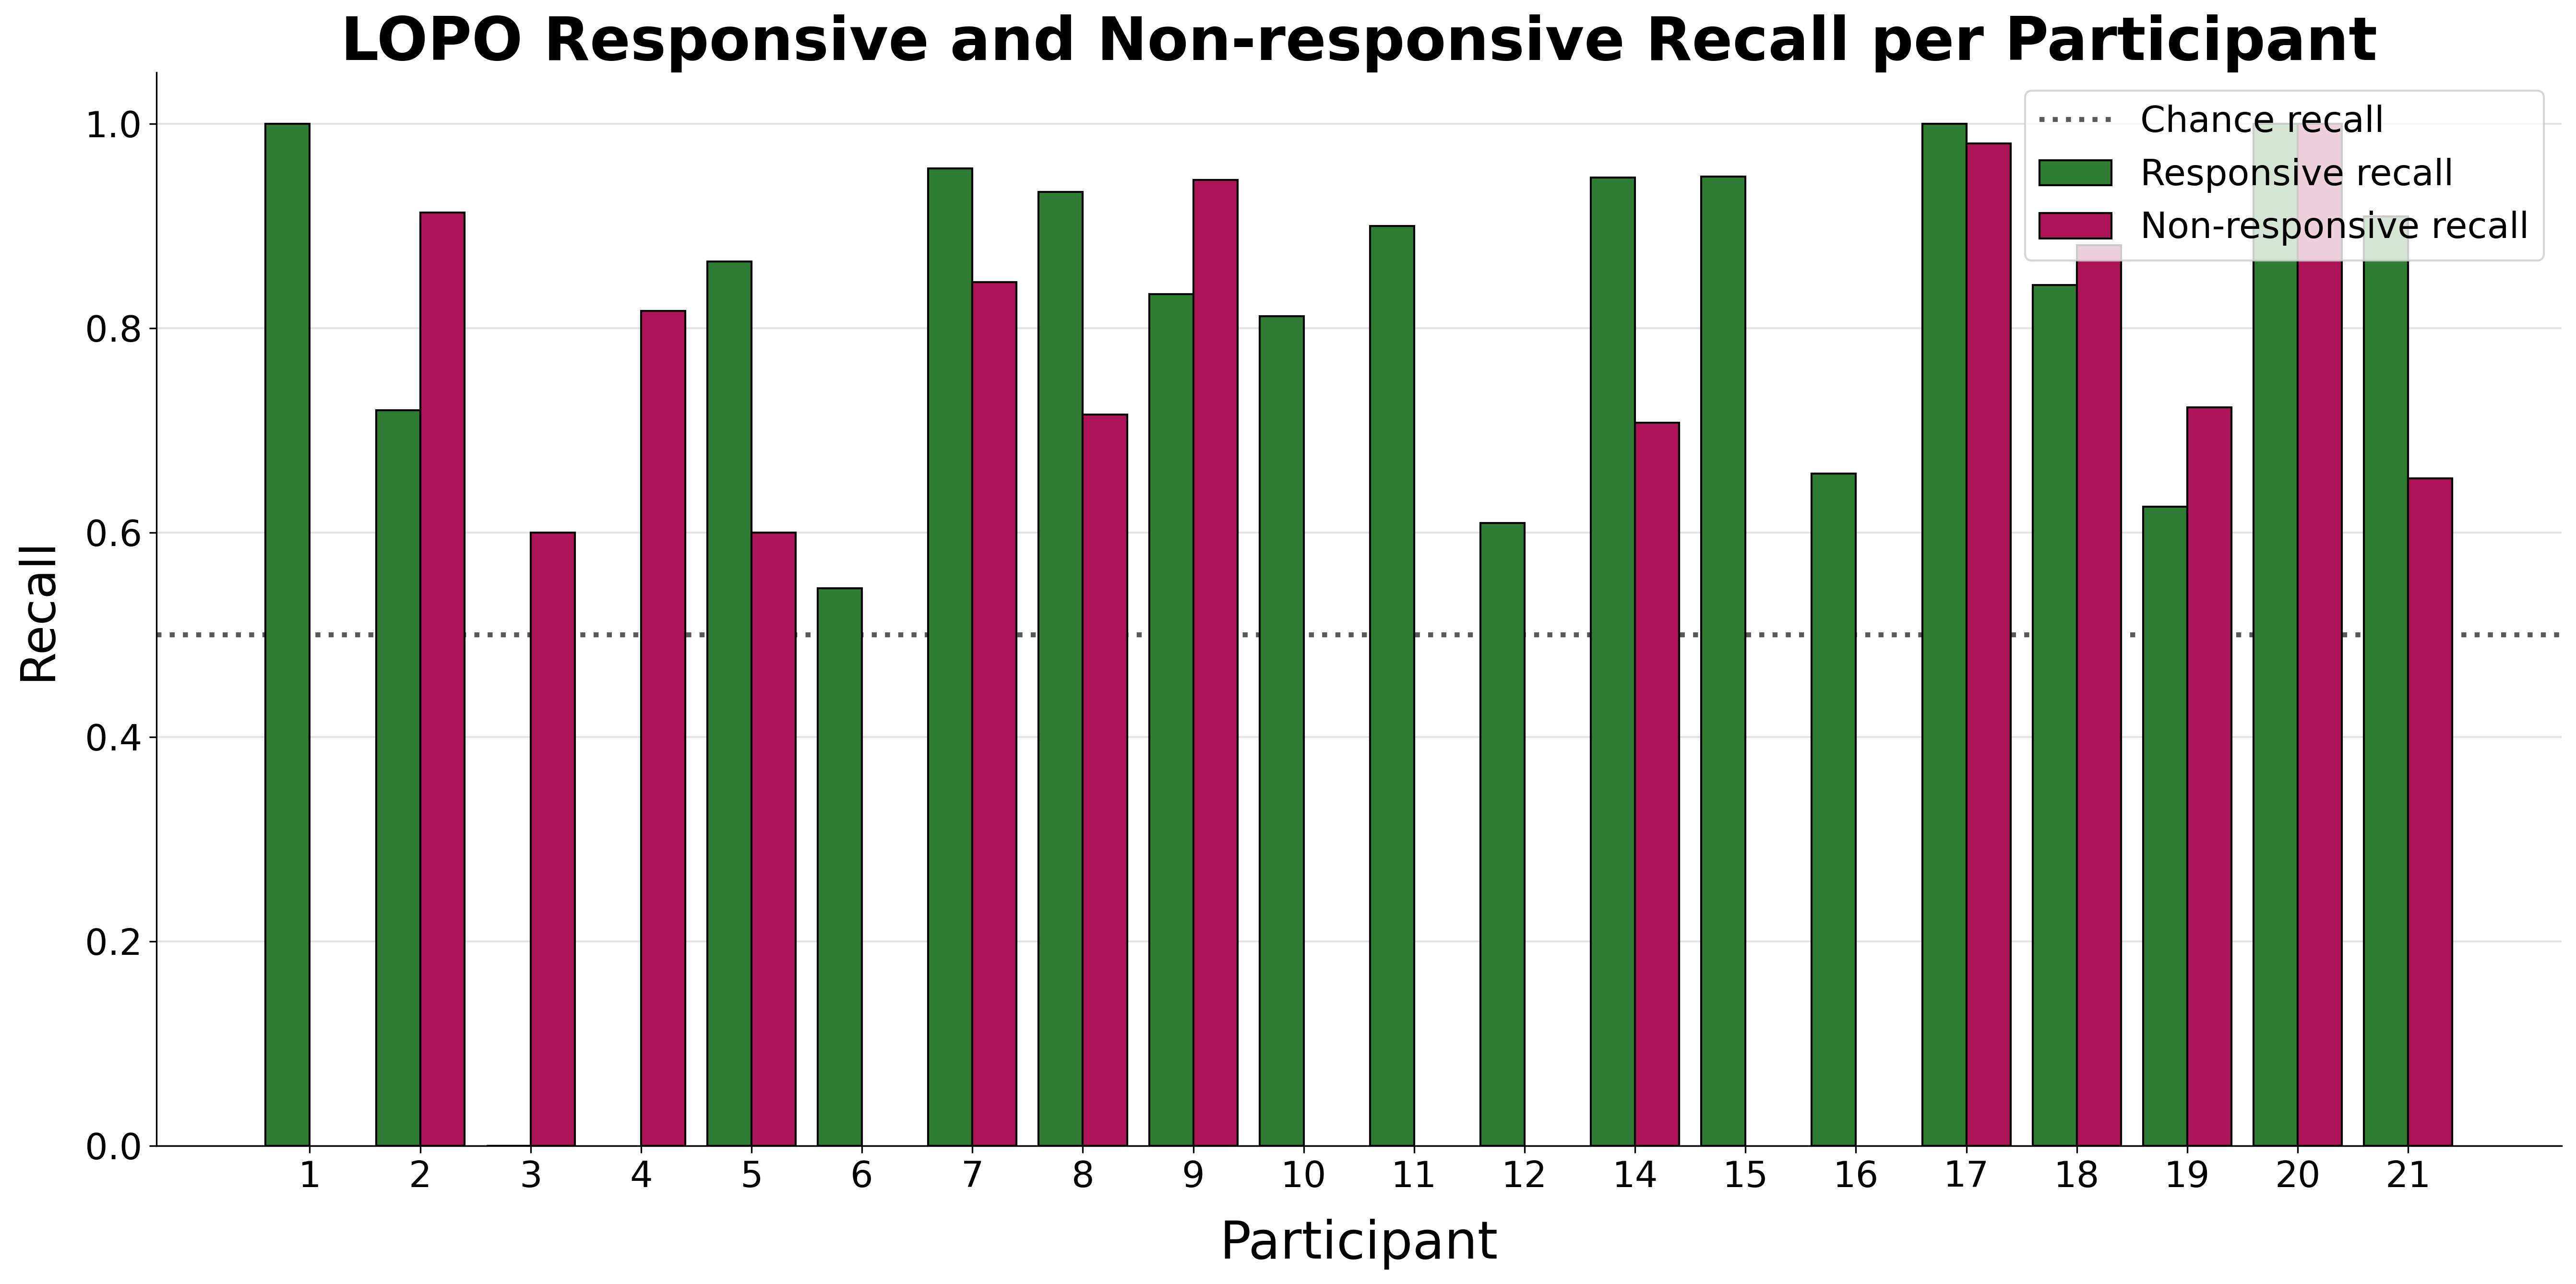 LOPO Responsive and Non-responsive Recall per Participant
Chance recall
Responsive recall
Non-responsive recall
Recall
1.0
0.8
0.6
0.4
0.2
0.0
1 2 3 4 5 6 7 8 9 10 11 12 14 15 16 17 18 19 20 21
Participant